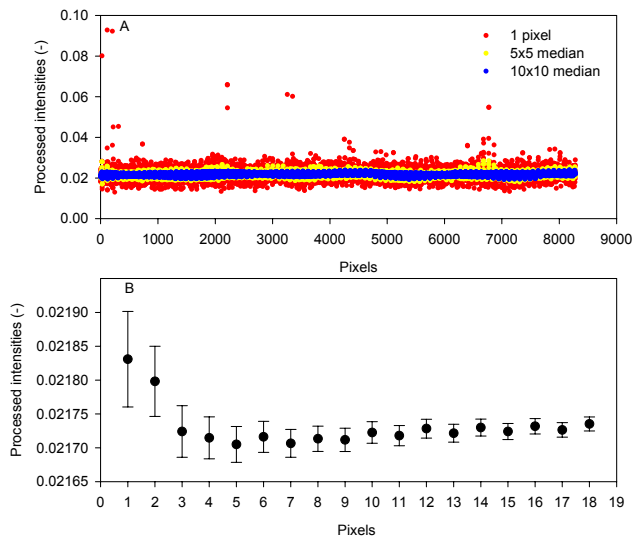 A
1 pixel
5x5 median
10x10 median
Processed intensities (-)
0.10
0.08
0.06
0.04
0.02
0.00
0 1000 2000 3000 4000 5000 6000 7000 8000 9000
Pixels
B
Processed intensities (-)
0.02190
0.02185
0.02180
0.02175
0.02170
0.02165
0 1 2 3 4 5 6 7 8 9 10 11 12 13 14 15 16 17 18 19
Pixels